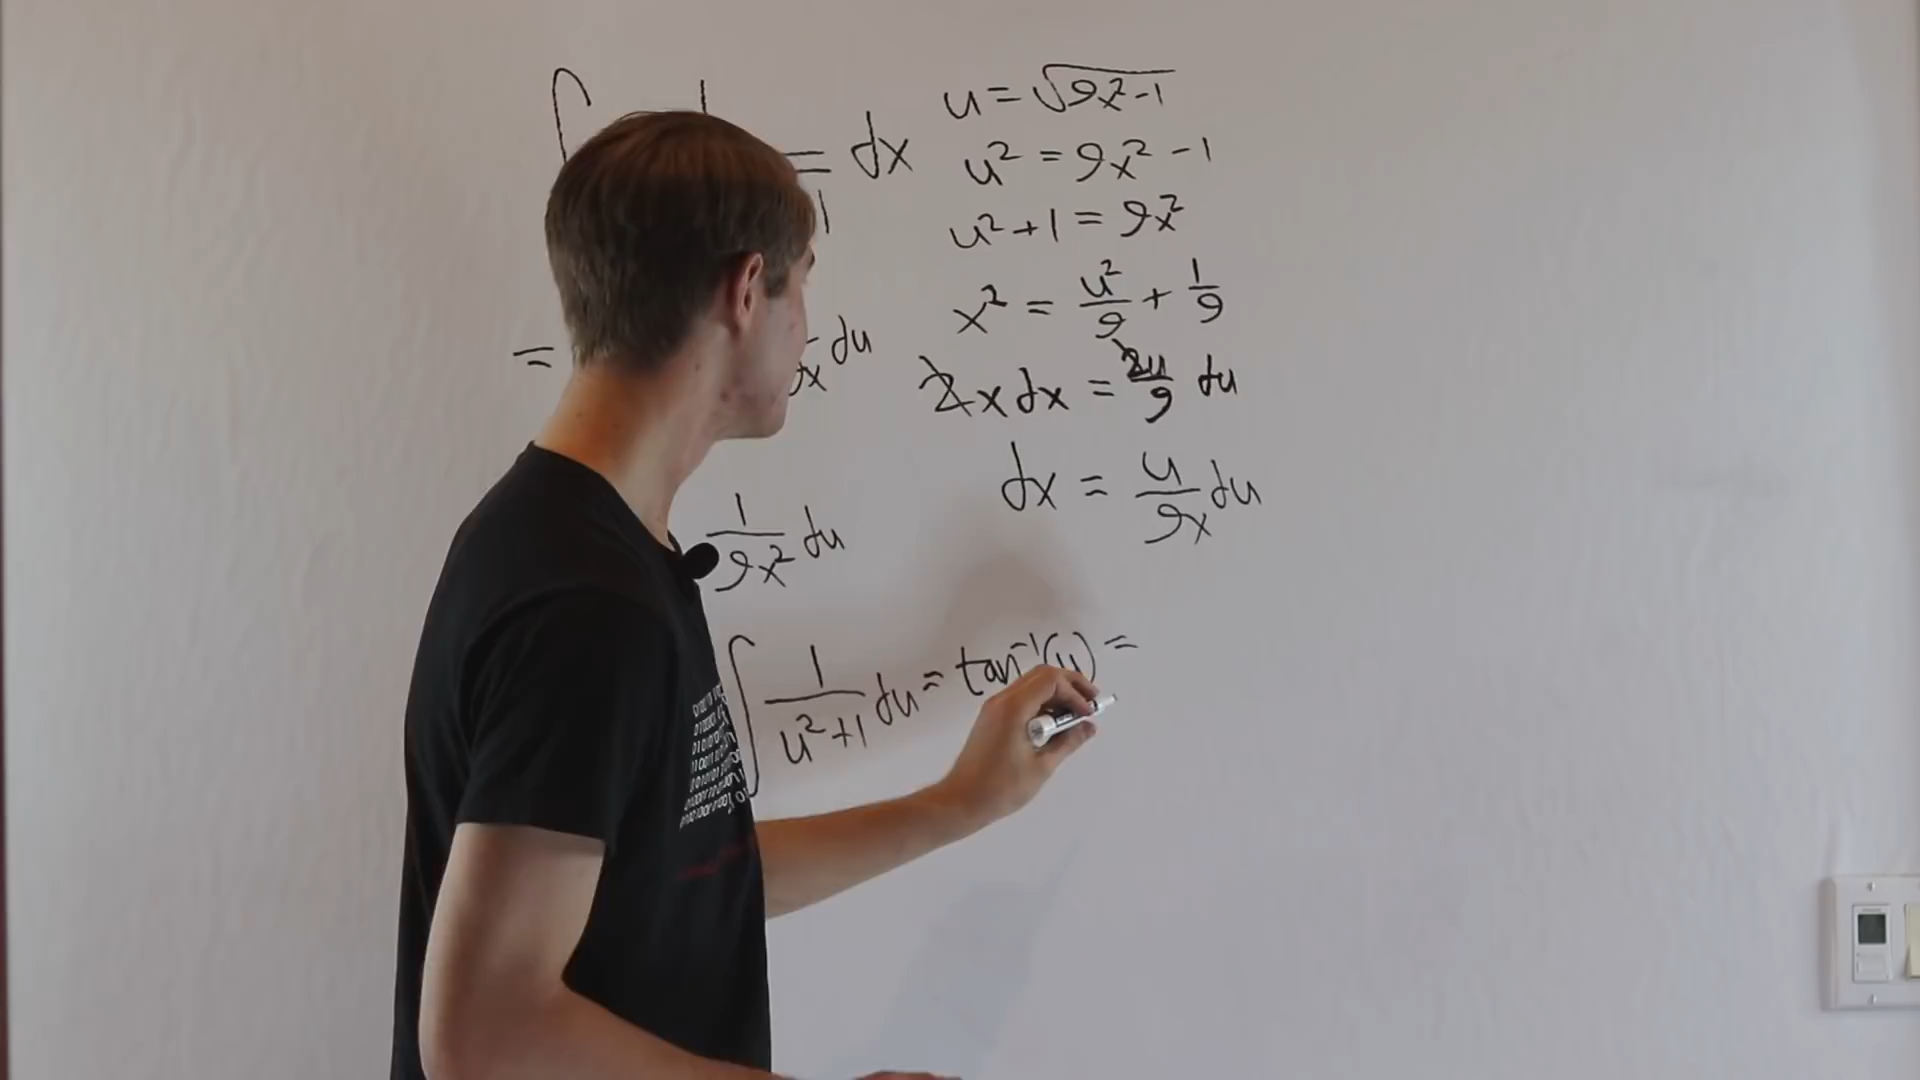 ∫ 1 dx
1
u = √9x²-1
u² = 9x² - 1
u² + 1 = 9x²
x² = u²/9 + 1/9
= x du
2x dx = 2u/9 du
dx = u/9x du
1/9x² du
∫ 1/u²+1 du = tan⁻¹(u) =